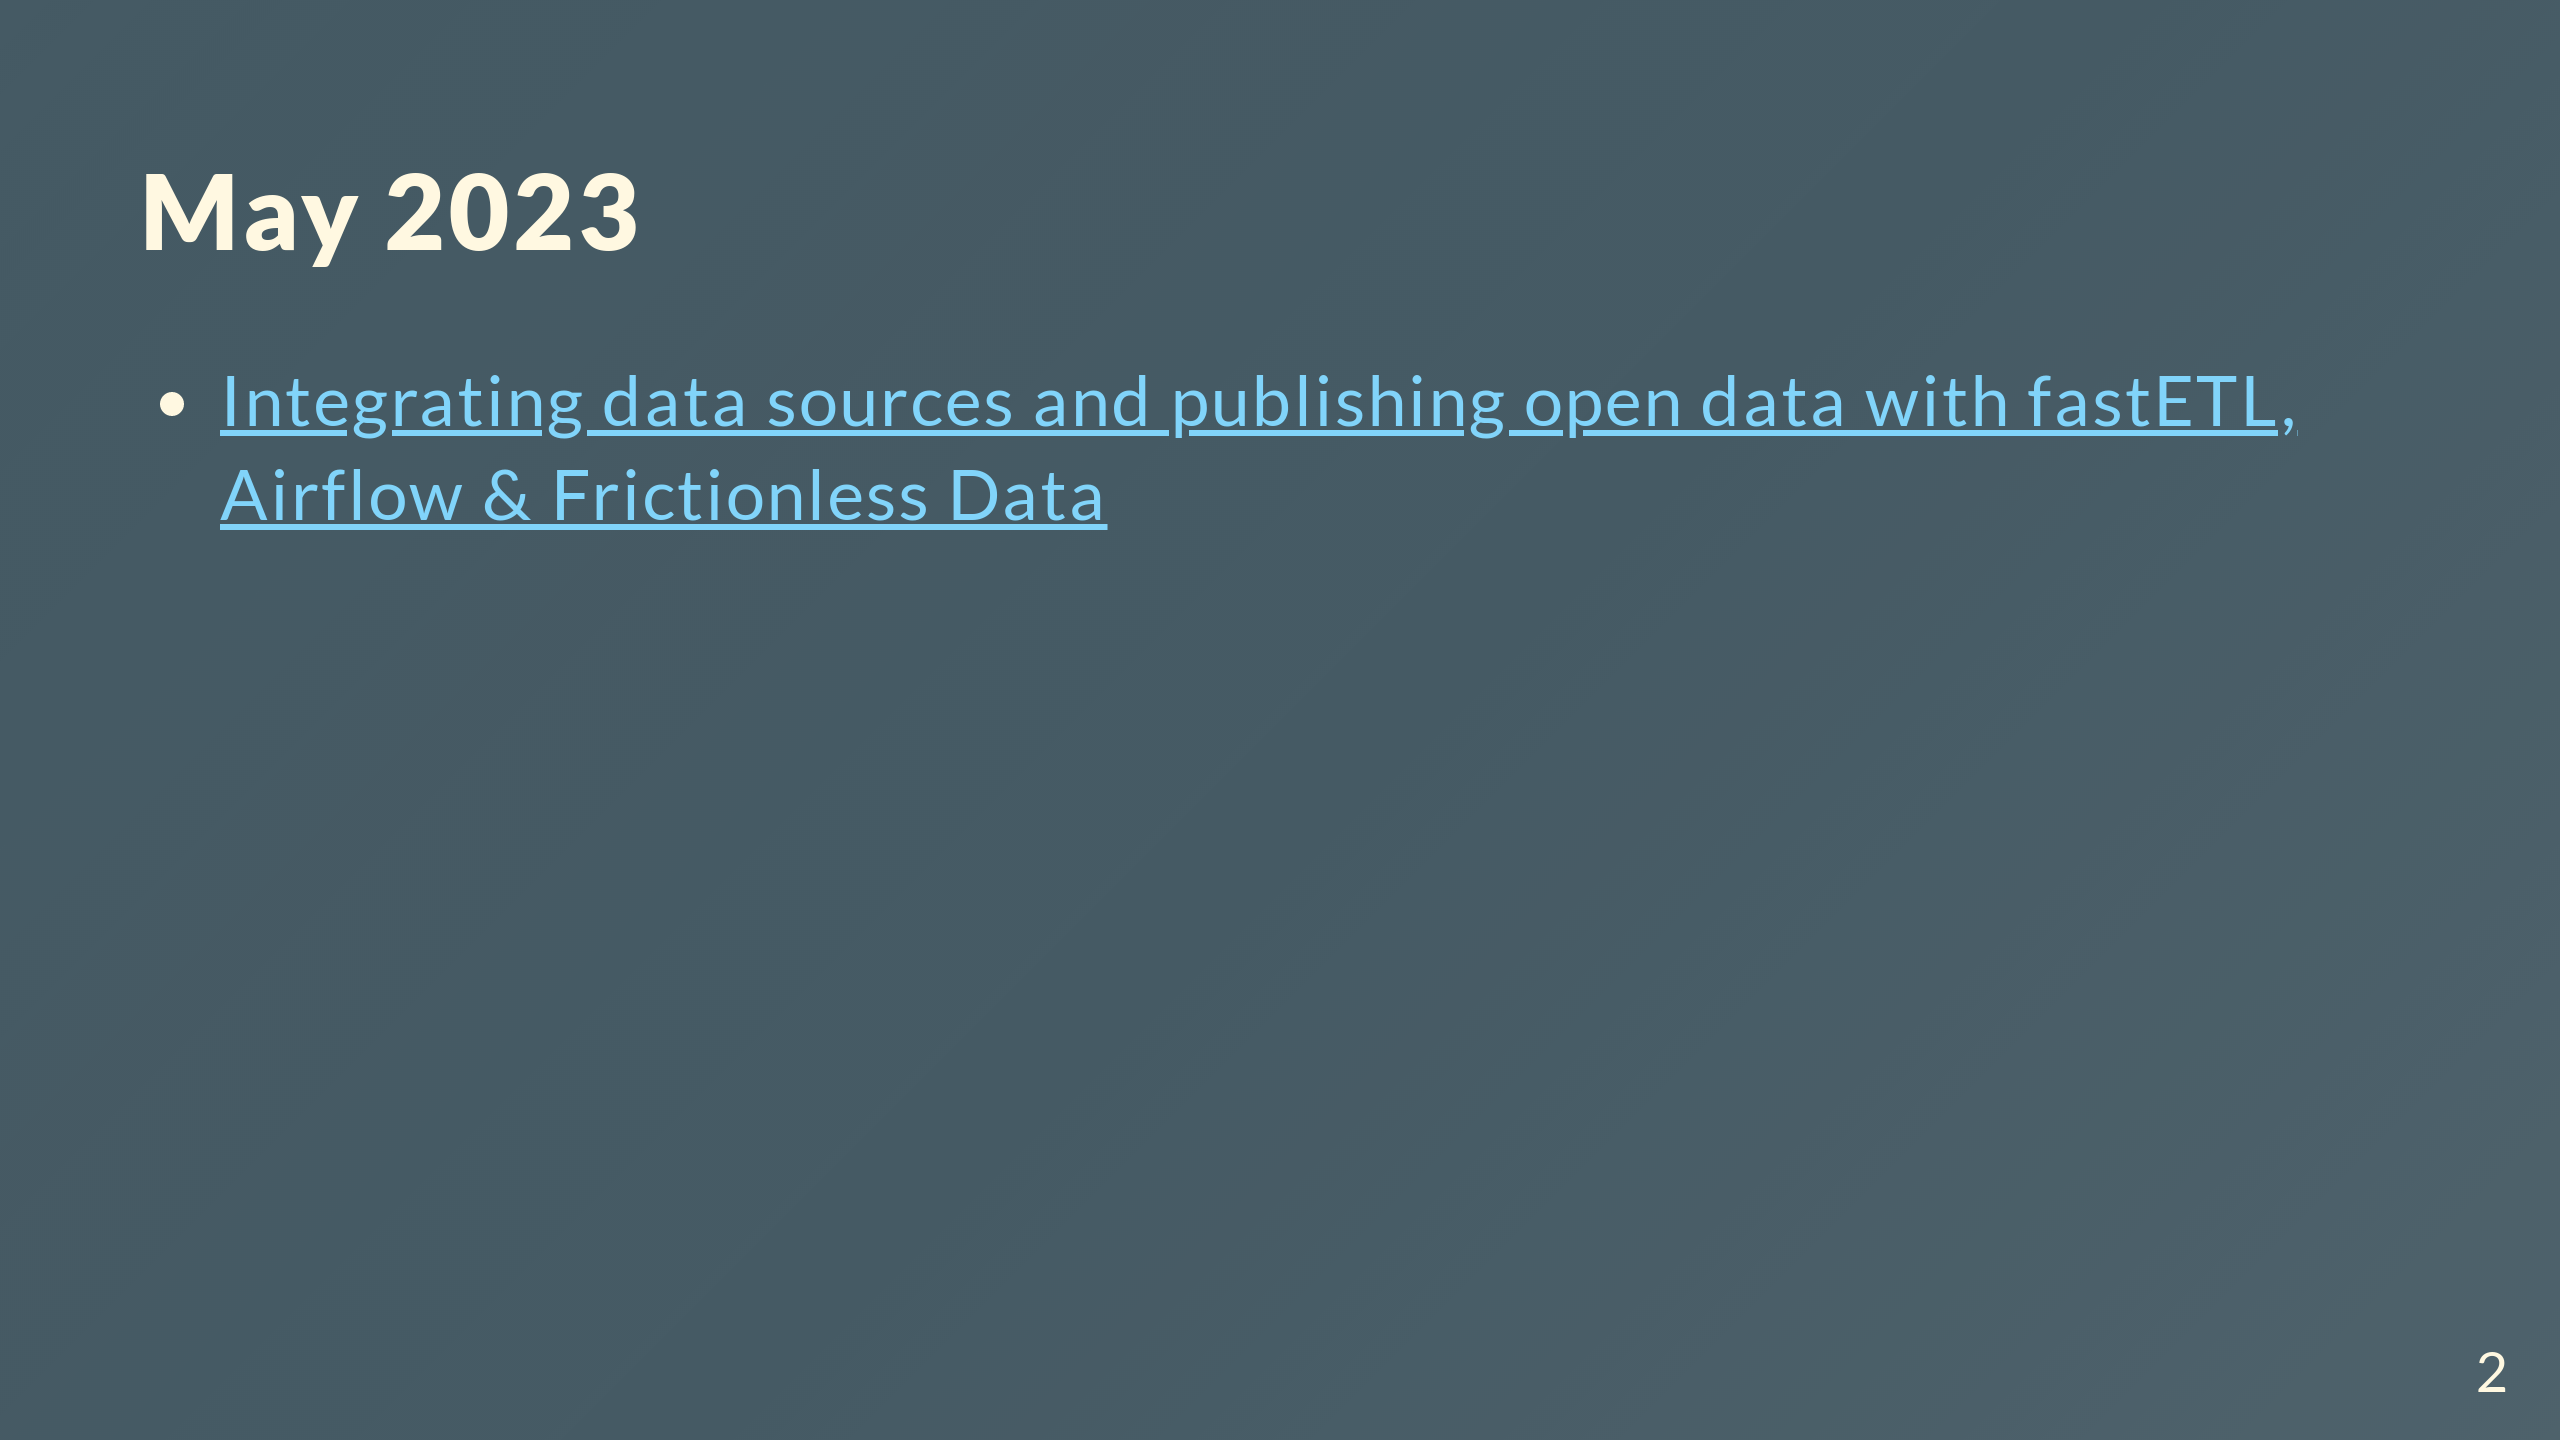 May 2023
Integrating data sources and publishing open data with fastETL,
Airflow & Frictionless Data
2